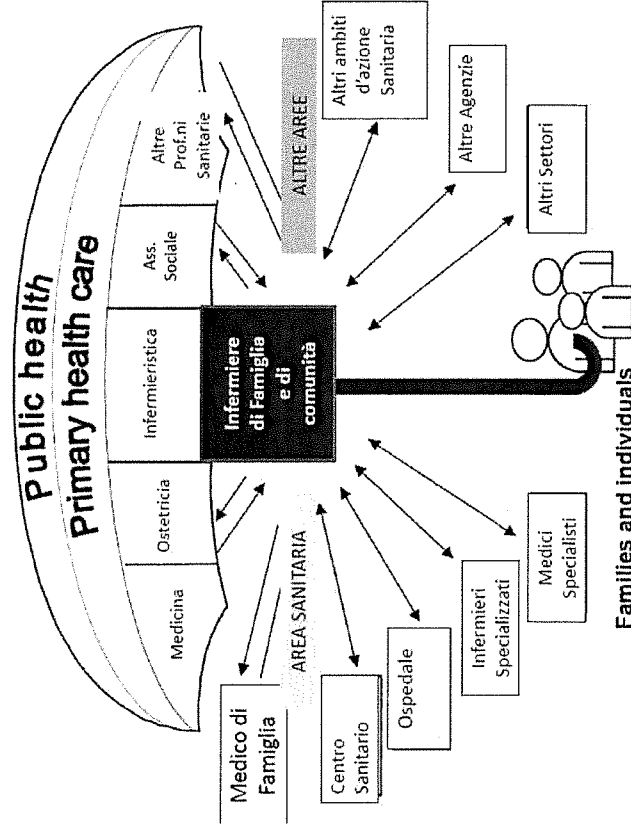 Public health
Primary health care
Medicina
Ostetricia
Infermieristica
Ass.
Sociale
Altre
Prof.ni
Sanitarie
Infermiere
di Famiglia
e di
comunità
AREA SANITARIA
ALTRE AREE
Medico di
Famiglia
Centro
Sanitario
Ospedale
Infermieri
Specializzati
Medici
Specialisti
Altri ambiti
d'azione
Sanitaria
Altre Agenzie
Altri Settori
Families and individuals